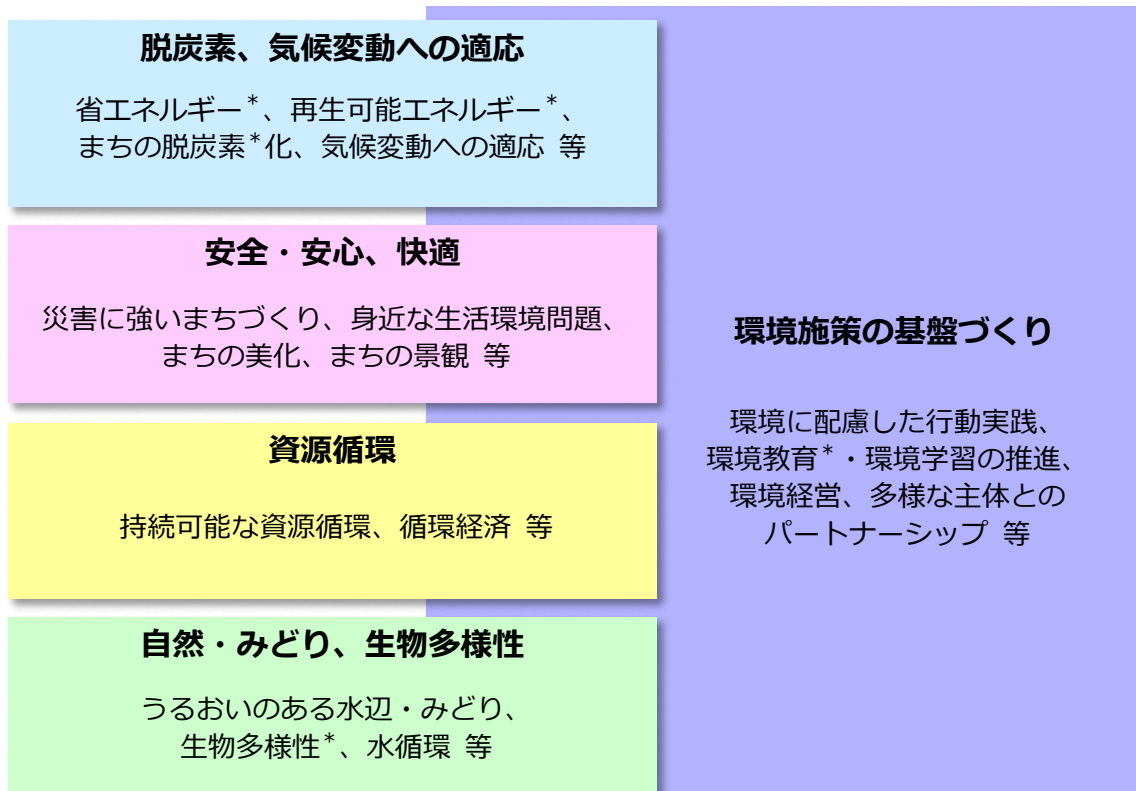 脱炭素、気候変動への適応
省エネルギー*、再生可能エネルギー*、
まちの脱炭素*化、気候変動への適応 等
安全・安心、快適
災害に強いまちづくり、身近な生活環境問題、
まちの美化、まちの景観 等
資源循環
持続可能な資源循環、循環経済 等
自然・みどり、生物多様性
うるおいのある水辺・みどり、
生物多様性*、水循環 等
環境施策の基盤づくり
環境に配慮した行動実践、
環境教育*・環境学習の推進、
環境経営、多様な主体との
パートナーシップ 等